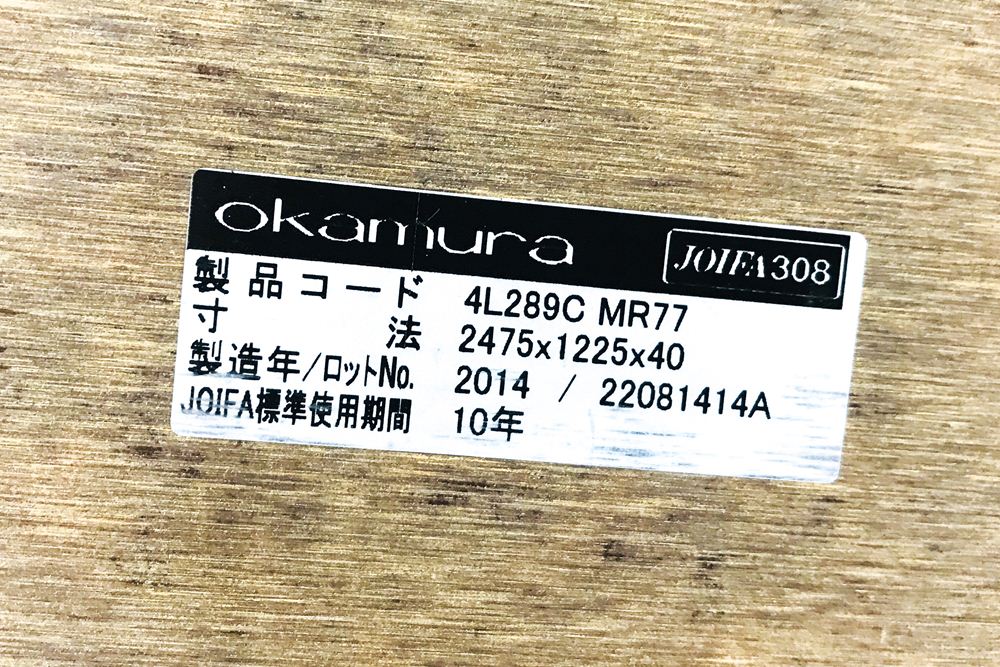 okamura JOIFA308
製品コード 4L289C MR77
寸法 2475x1225x40
製造年/ロットNo. 2014 / 22081414A
JOIFA標準使用期間 10年